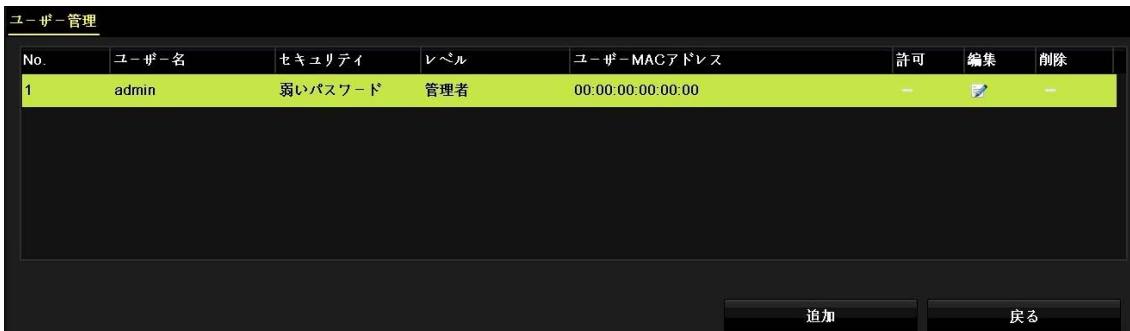 ユーザー管理
No. ユーザー名 セキュリティ レベル ユーザーMACアドレス 許可 編集 削除
1 admin 弱いパスワード 管理者 00:00:00:00:00:00
追加 戻る